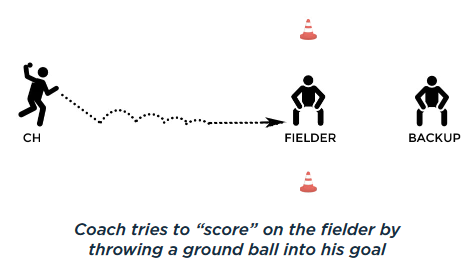 CH
FIELDER
BACKUP
Coach tries to “score” on the fielder by
throwing a ground ball into his goal